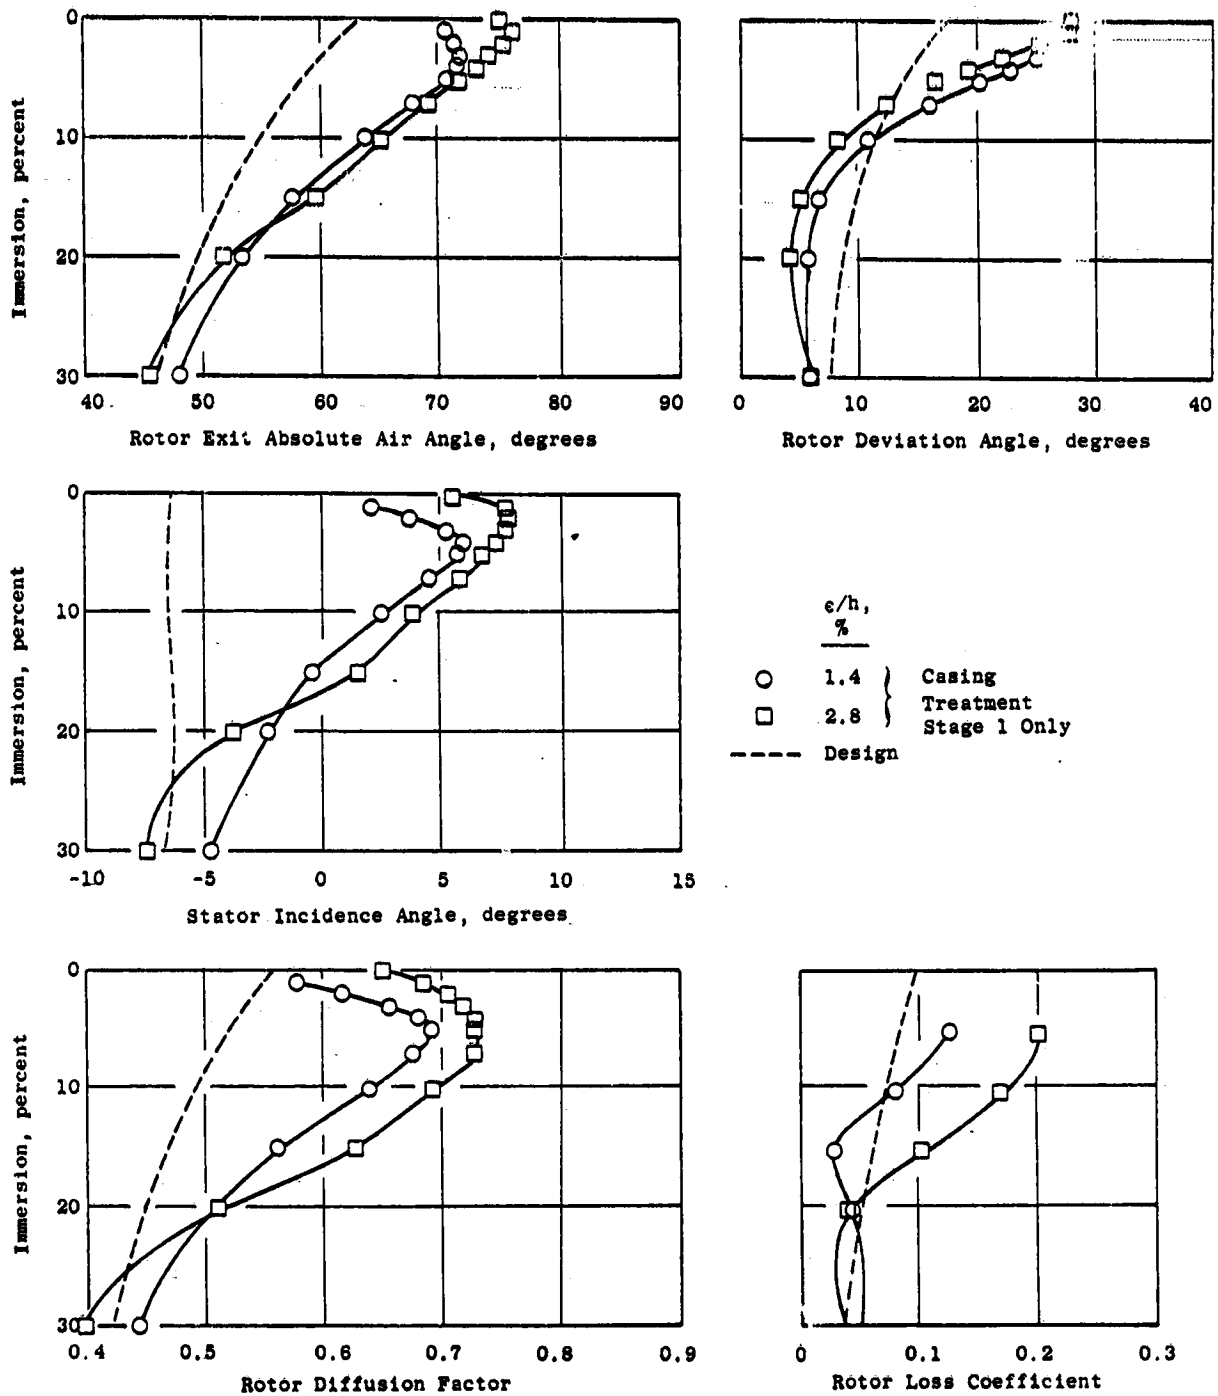 0
10
20
30
Immersion, percent
40 50 60 70 80 90
Rotor Exit Absolute Air Angle, degrees
0 10 20 30 40
Rotor Deviation Angle, degrees
0
10
20
30
Immersion, percent
-10 -5 0 5 10 15
Stator Incidence Angle, degrees
ϵ/h,
%
1.4
2.8
Casing
Treatment
Stage 1 Only
Design
0
10
20
30
Immersion, percent
0.4 0.5 0.6 0.7 0.8 0.9
Rotor Diffusion Factor
0 0.1 0.2 0.3
Rotor Loss Coefficient